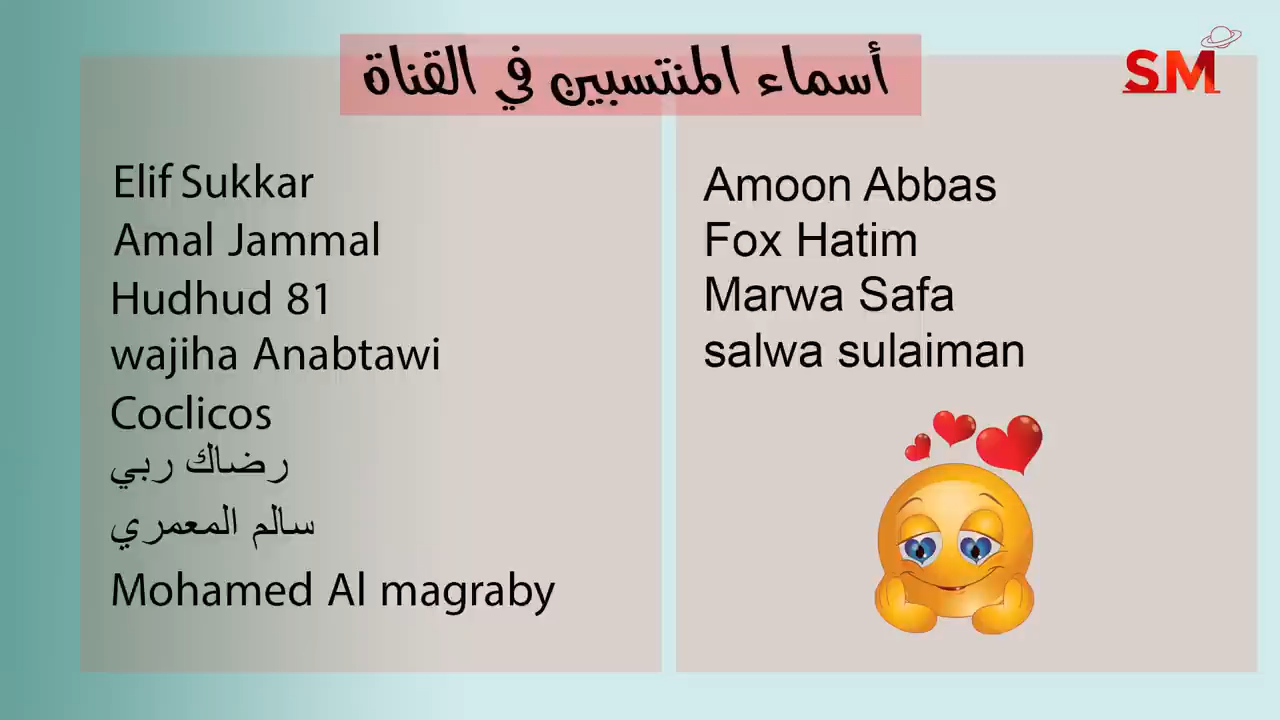 أسماء المنتسبين في القناة
SM
Elif Sukkar
Amal Jammal
Hudhud 81
wajiha Anabtawi
Coclicos
رضاك ربي
سالم المعمري
Mohamed Al magraby
Amoon Abbas
Fox Hatim
Marwa Safa
salwa sulaiman